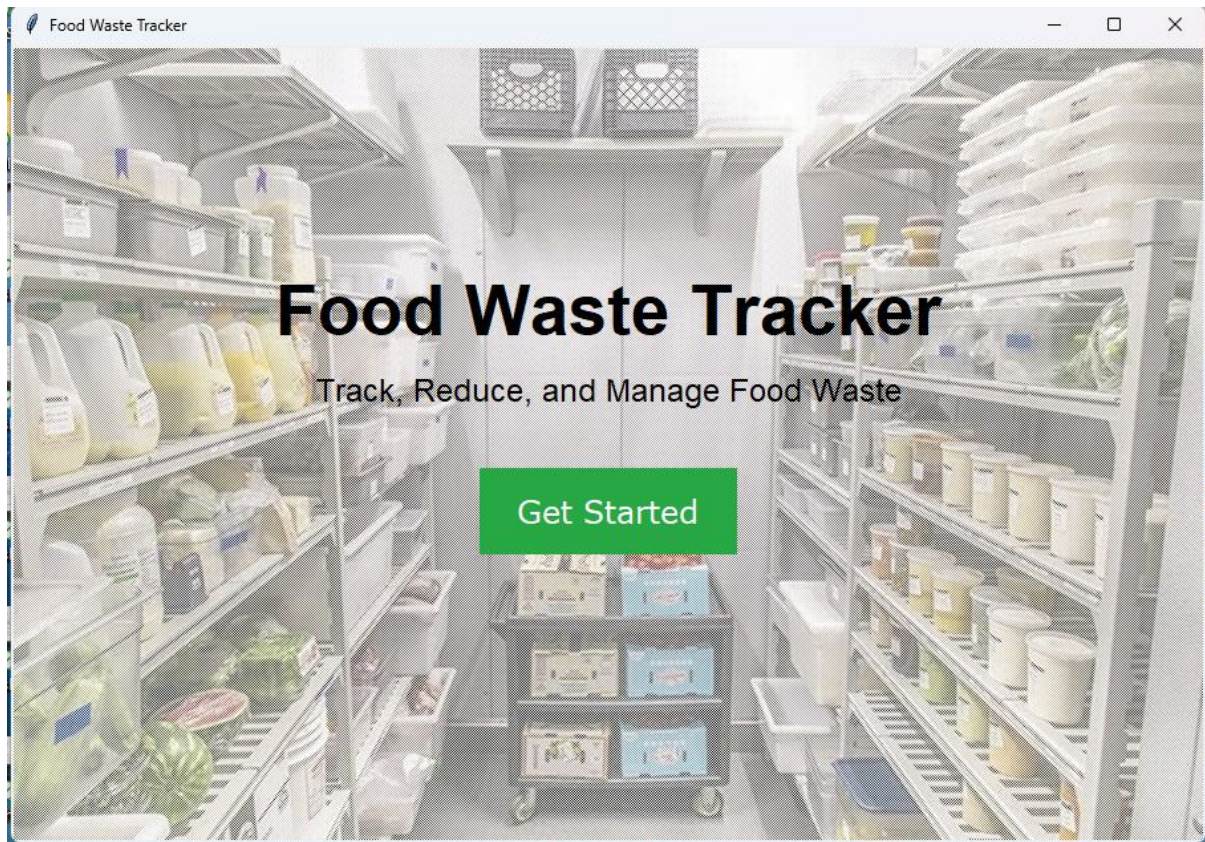 Food Waste Tracker
Food Waste Tracker
Track, Reduce, and Manage Food Waste
Get Started